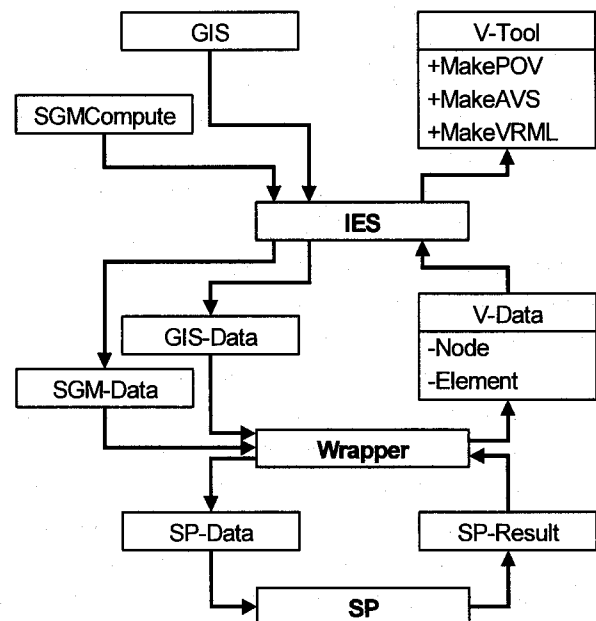 GIS
V-Tool
+MakePOV
+MakeAVS
+MakeVRML
SGMCompute
IES
GIS-Data
V-Data
-Node
-Element
SGM-Data
Wrapper
SP-Data
SP-Result
SP